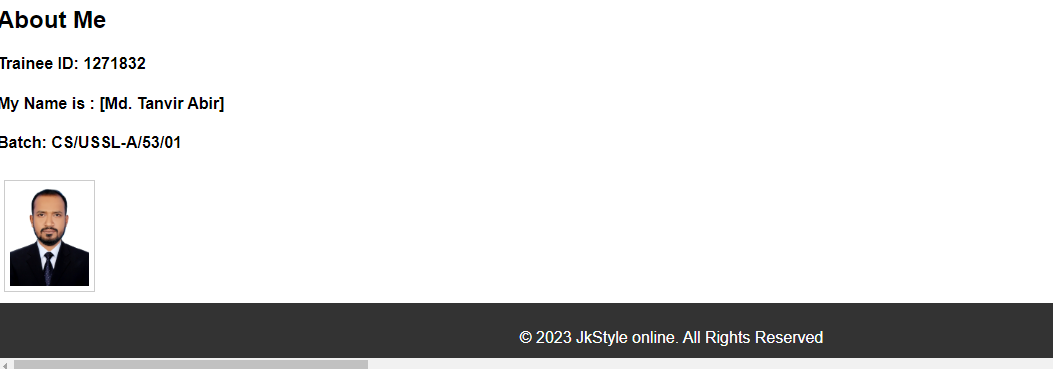 About Me
Trainee ID: 1271832
My Name is : [Md. Tanvir Abir]
Batch: CS/USSL-A/53/01
© 2023 JkStyle online. All Rights Reserved